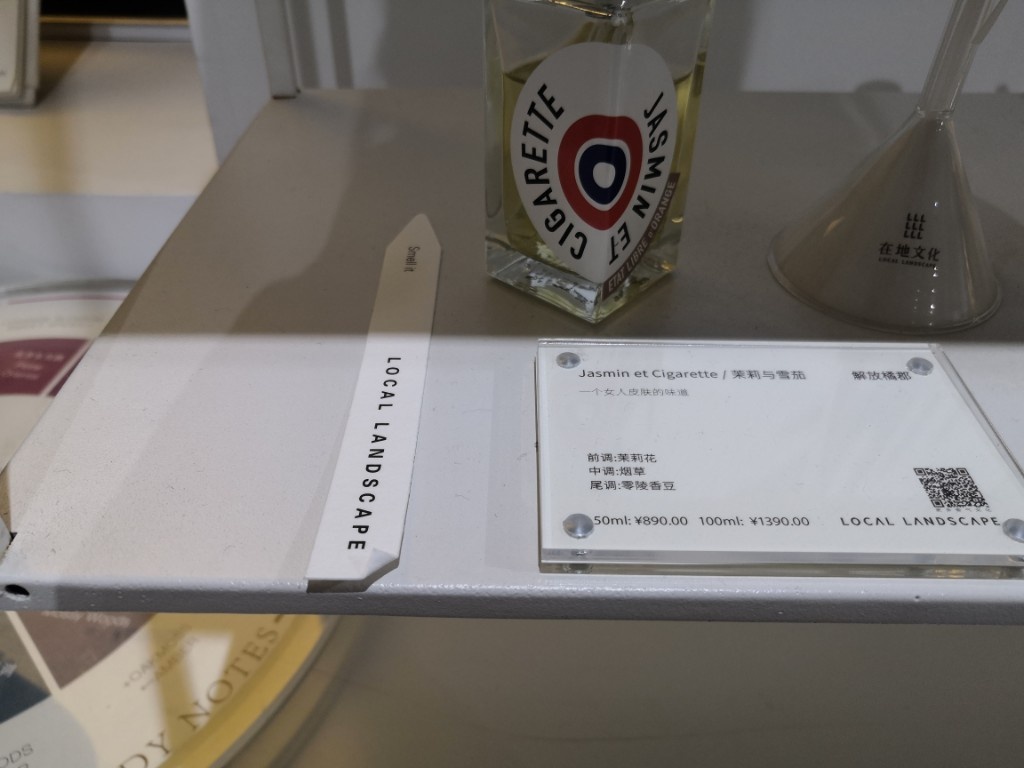 CIGARETTE
JASMIN ET
ETAT LIBRE d'ORANGE
在地文化
LOCAL LANDSCAPE
Smell it
LOCAL LANDSCAPE
Jasmin et Cigarette / 茉莉与雪茄
解放橘郡
一个女人皮肤的味道
前调:茉莉花
中调:烟草
尾调:零陵香豆
50ml: ¥890.00 100ml: ¥1390.00
LOCAL LANDSCAPE
DY NOTES